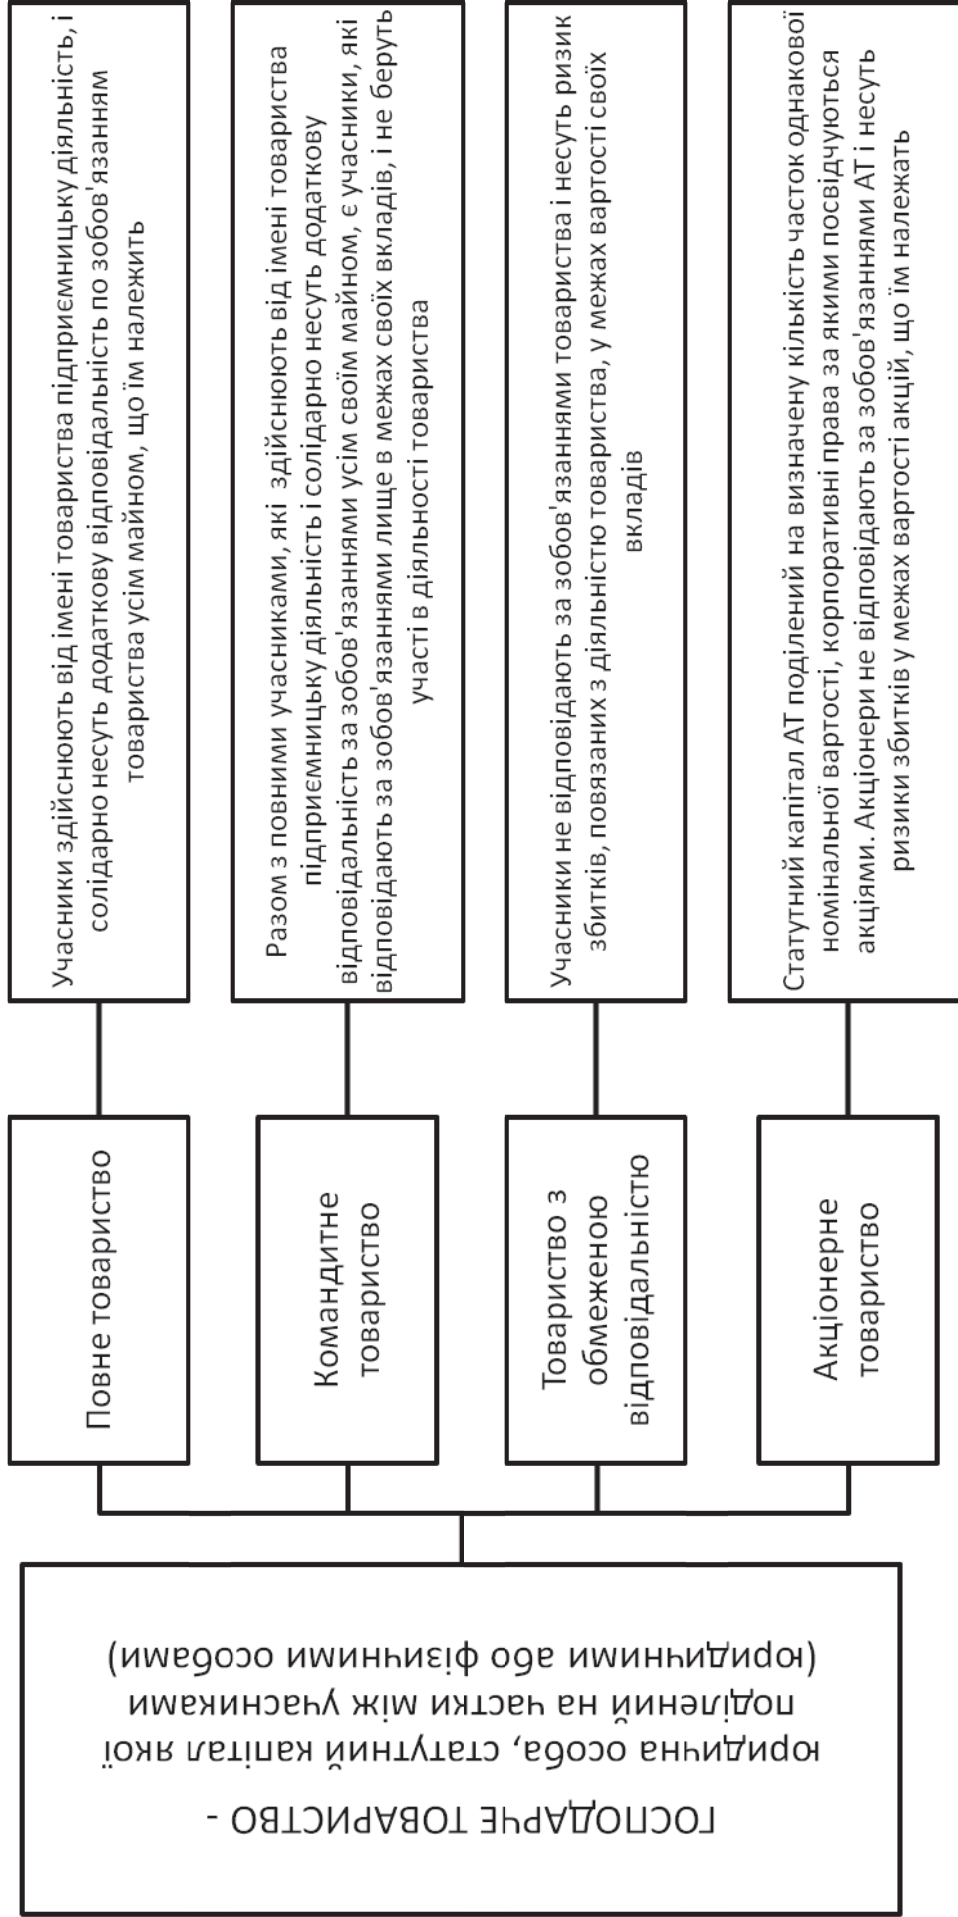 ГОСПОДАРЧЕ ТОВАРИСТВО -
юридична особа, статутний капітал якої
поділений на частки між учасниками
(юридичними або фізичними особами)
Повне товариство
Учасники здійснюють від імені товариства підприємницьку діяльність, і
солідарно несуть додаткову відповідальність по зобов'язанням
товариства усім майном, що їм належить
Командитне
товариство
Разом з повними учасниками, які здійснюють від імені товариства
підприємницьку діяльність і солідарно несуть додаткову
відповідальність за зобов'язаннями усім своїм майном, є учасники, які
відповідають за зобов'язаннями лище в межах своїх вкладів, і не беруть
участі в діяльності товариства
Товариство з
обмеженою
відповідальністю
Учасники не відповідають за зобов'язаннями товариства і несуть ризик
збитків, повязаних з діяльністю товариства, у межах вартості своїх
вкладів
Акціонерне
товариство
Статутний капітал АТ поділений на визначену кількість часток однакової
номінальної вартості, корпоративні права за якими посвідчуються
акціями. Акціонери не відповідають за зобов'язаннями АТ і несуть
ризики збитків у межах вартості акцій, що їм належать